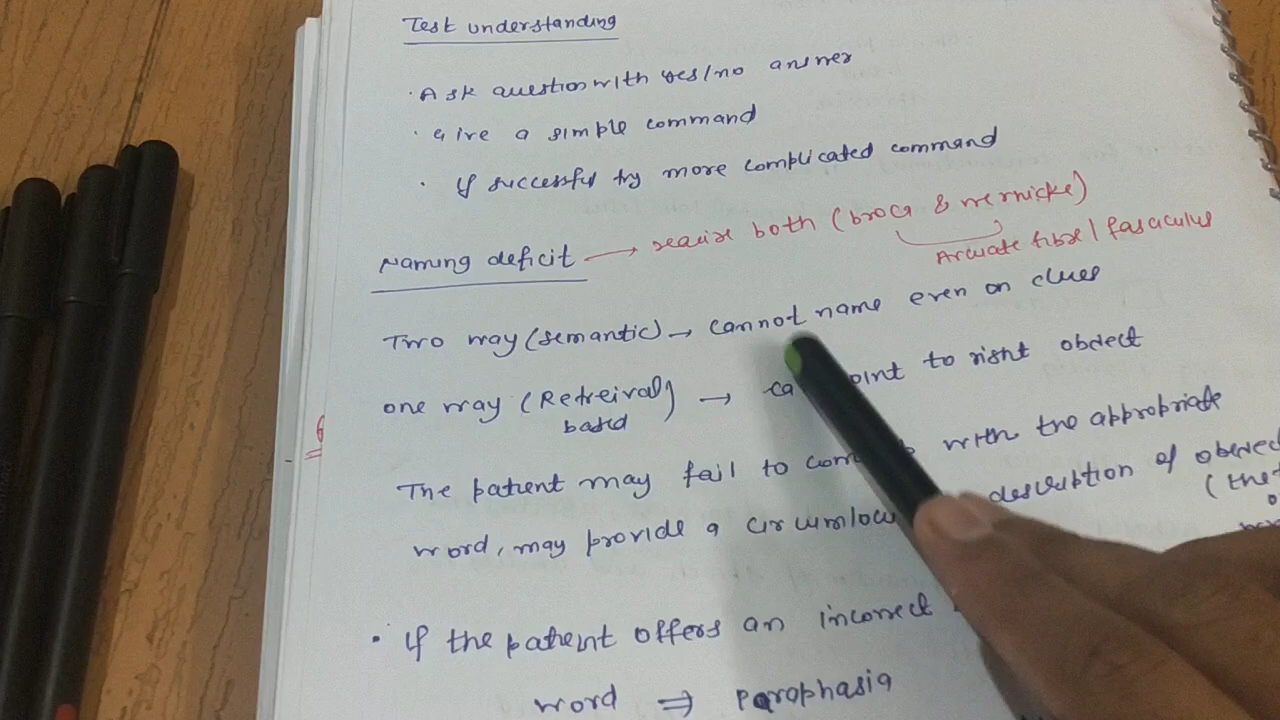 Test understanding
· Ask question with yes/no answer
· Give a simple command
· If successful try more complicated command
Naming deficit → require both (broca & wernicke)
Arcuate fibre / fasciculus
Two way (semantic) → cannot name even on clues
one way (Retreival based) → point to right object
The patient may fail to with the appropriate
word, may provide a description of
(the
· If the patient offers an incorrect
word ⇒ Paraphasia
6